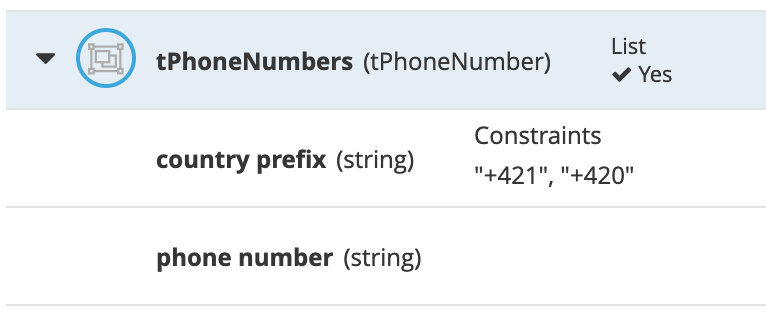 tPhoneNumbers (tPhoneNumber)
List
Yes
country prefix (string)
Constraints
"+421", "+420"
phone number (string)